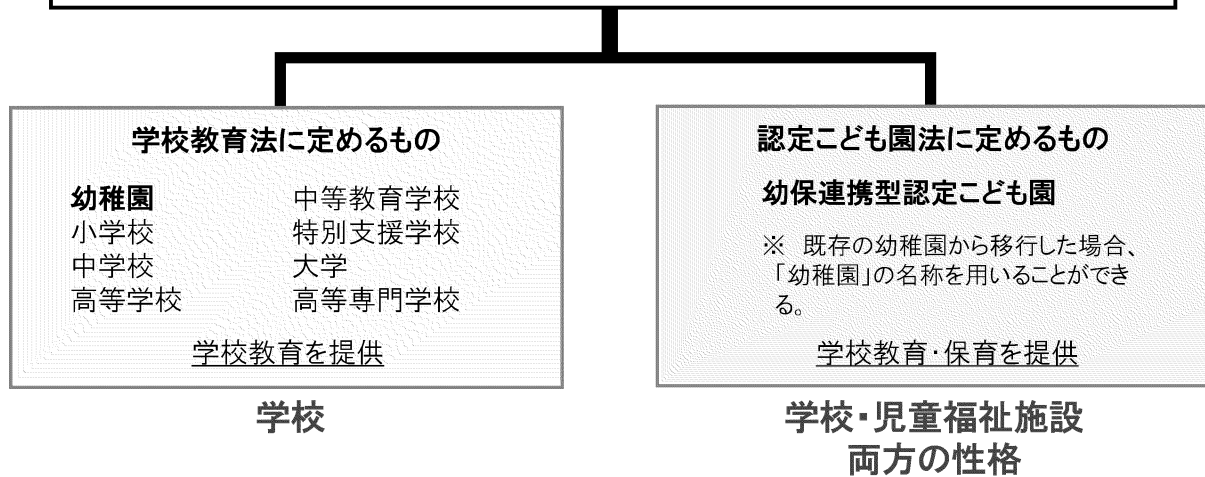 学校教育法に定めるもの
幼稚園 中等教育学校
小学校 特別支援学校
中学校 大学
高等学校 高等専門学校
学校教育を提供
学校
認定こども園法に定めるもの
幼保連携型認定こども園
※ 既存の幼稚園から移行した場合、
「幼稚園」の名称を用いることができ
る。
学校教育・保育を提供
学校・児童福祉施設
両方の性格